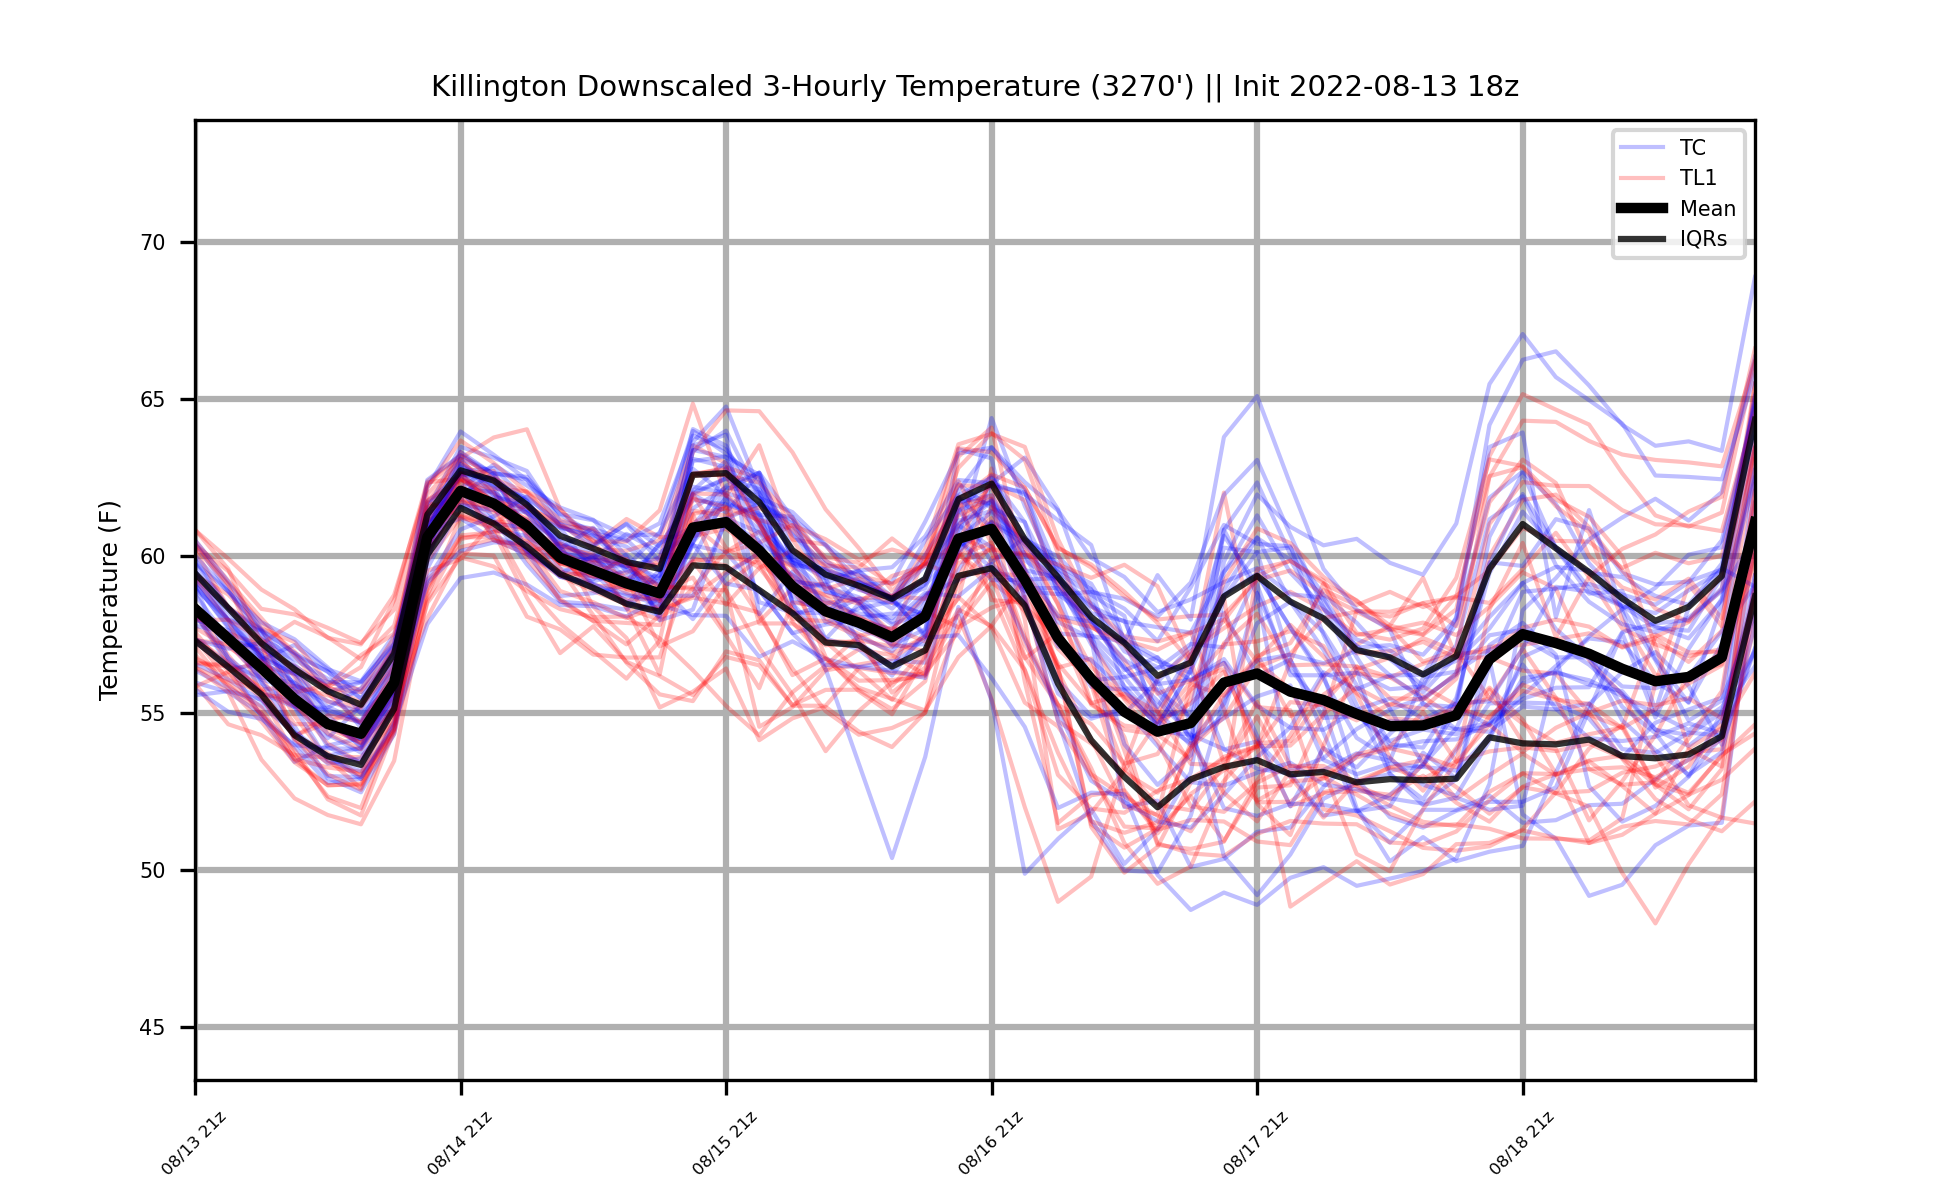 Killington Downscaled 3-Hourly Temperature (3270') || Init 2022-08-13 18z
TC
TL1
Mean
IQRs
Temperature (F)
70
65
60
55
50
45
08/13 21z
08/14 21z
08/15 21z
08/16 21z
08/17 21z
08/18 21z